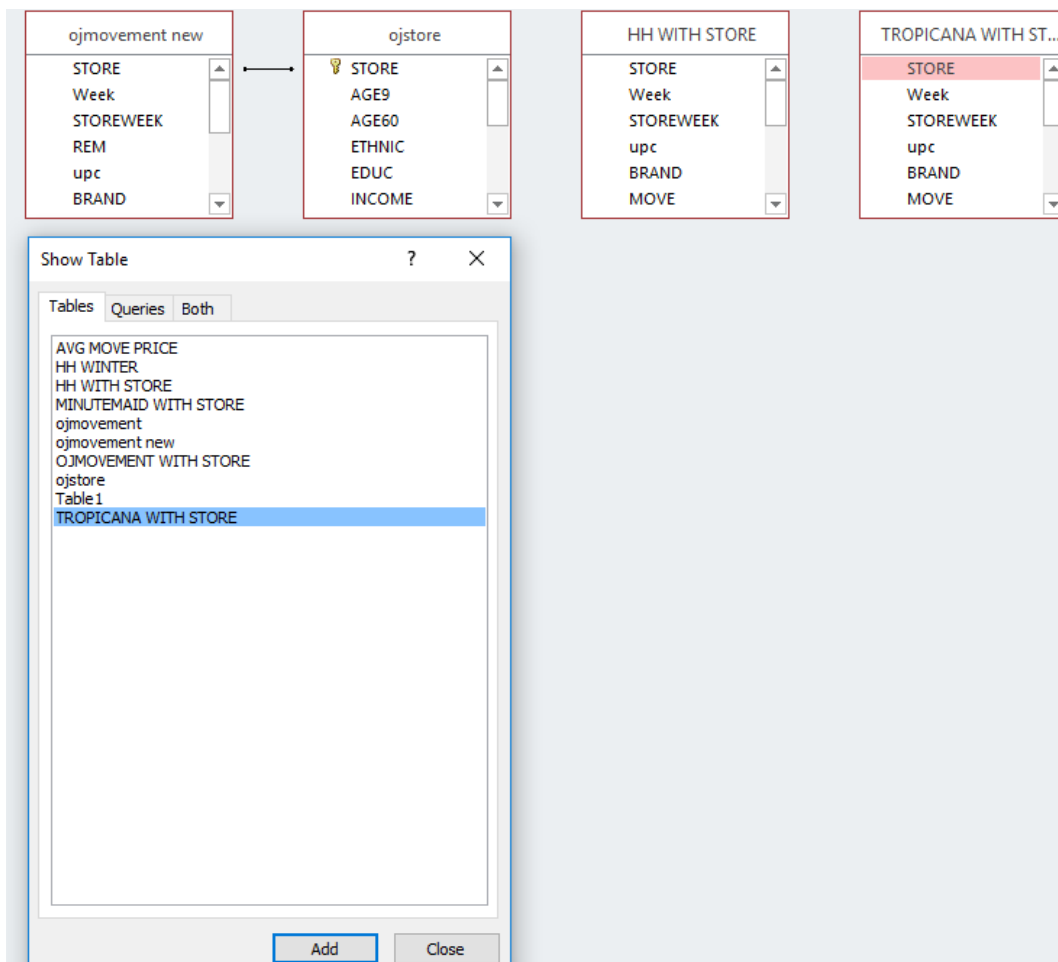 ojmovement new
STORE
Week
STOREWEEK
REM
upc
BRAND
ojstore
STORE
AGE9
AGE60
ETHNIC
EDUC
INCOME
HH WITH STORE
STORE
Week
STOREWEEK
upc
BRAND
MOVE
TROPICANA WITH ST...
STORE
Week
STOREWEEK
upc
BRAND
MOVE
Show Table ?
Tables Queries Both
AVG MOVE PRICE
HH WINTER
HH WITH STORE
MINUTEMAID WITH STORE
ojmovement
ojmovement new
OJMOVEMENT WITH STORE
ojstore
Table1
TROPICANA WITH STORE
Add Close